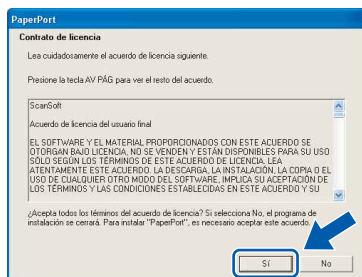 PaperPort
Contrato de licencia
Lea cuidadosamente el acuerdo de licencia siguiente.
Presione la tecla AV PÁG para ver el resto del acuerdo.
ScanSoft
Acuerdo de licencia del usuario final
EL SOFTWARE Y EL MATERIAL PROPORCIONADOS CON ESTE ACUERDO SE
OTORGAN BAJO LICENCIA, NO SE VENDEN Y ESTÁN DISPONIBLES PARA SU USO
SÓLO SEGÚN LOS TÉRMINOS DE ESTE ACUERDO DE LICENCIA. LEA
ATENTAMENTE ESTE ACUERDO. LA DESCARGA, LA INSTALACIÓN, LA COPIA O EL
USO DE CUALQUIER OTRO MODO DEL SOFTWARE, IMPLICA SU ACEPTACIÓN DE
LOS TÉRMINOS Y LAS CONDICIONES ESTABLECIDAS EN ESTE ACUERDO Y SU
¿Acepta todos los términos del acuerdo de licencia? Si selecciona No, el programa de
instalación se cerrará. Para instalar "PaperPort", es necesario aceptar este acuerdo.
Sí
No